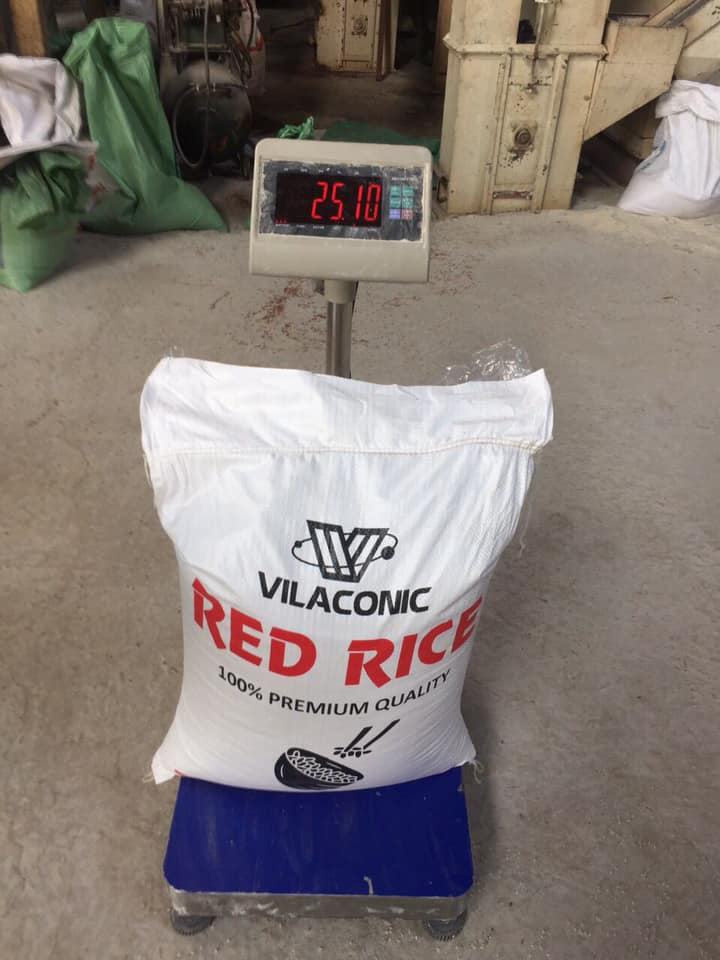 25.10
VILACONIC
RED RICE
100% PREMIUM QUALITY